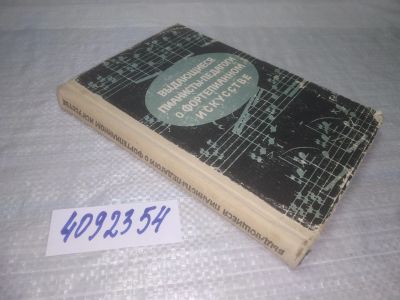 ВЫДАЮЩИЕСЯ
ПИАНИСТЫ-ПЕДАГОГИ
О ФОРТЕПИАННОМ
ИСКУССТВЕ
ВЫДАЮЩИЕСЯ ПИАНИСТЫ-ПЕДАГОГИ О ФОРТЕПИАННОМ ИСКУССТВЕ
4092354